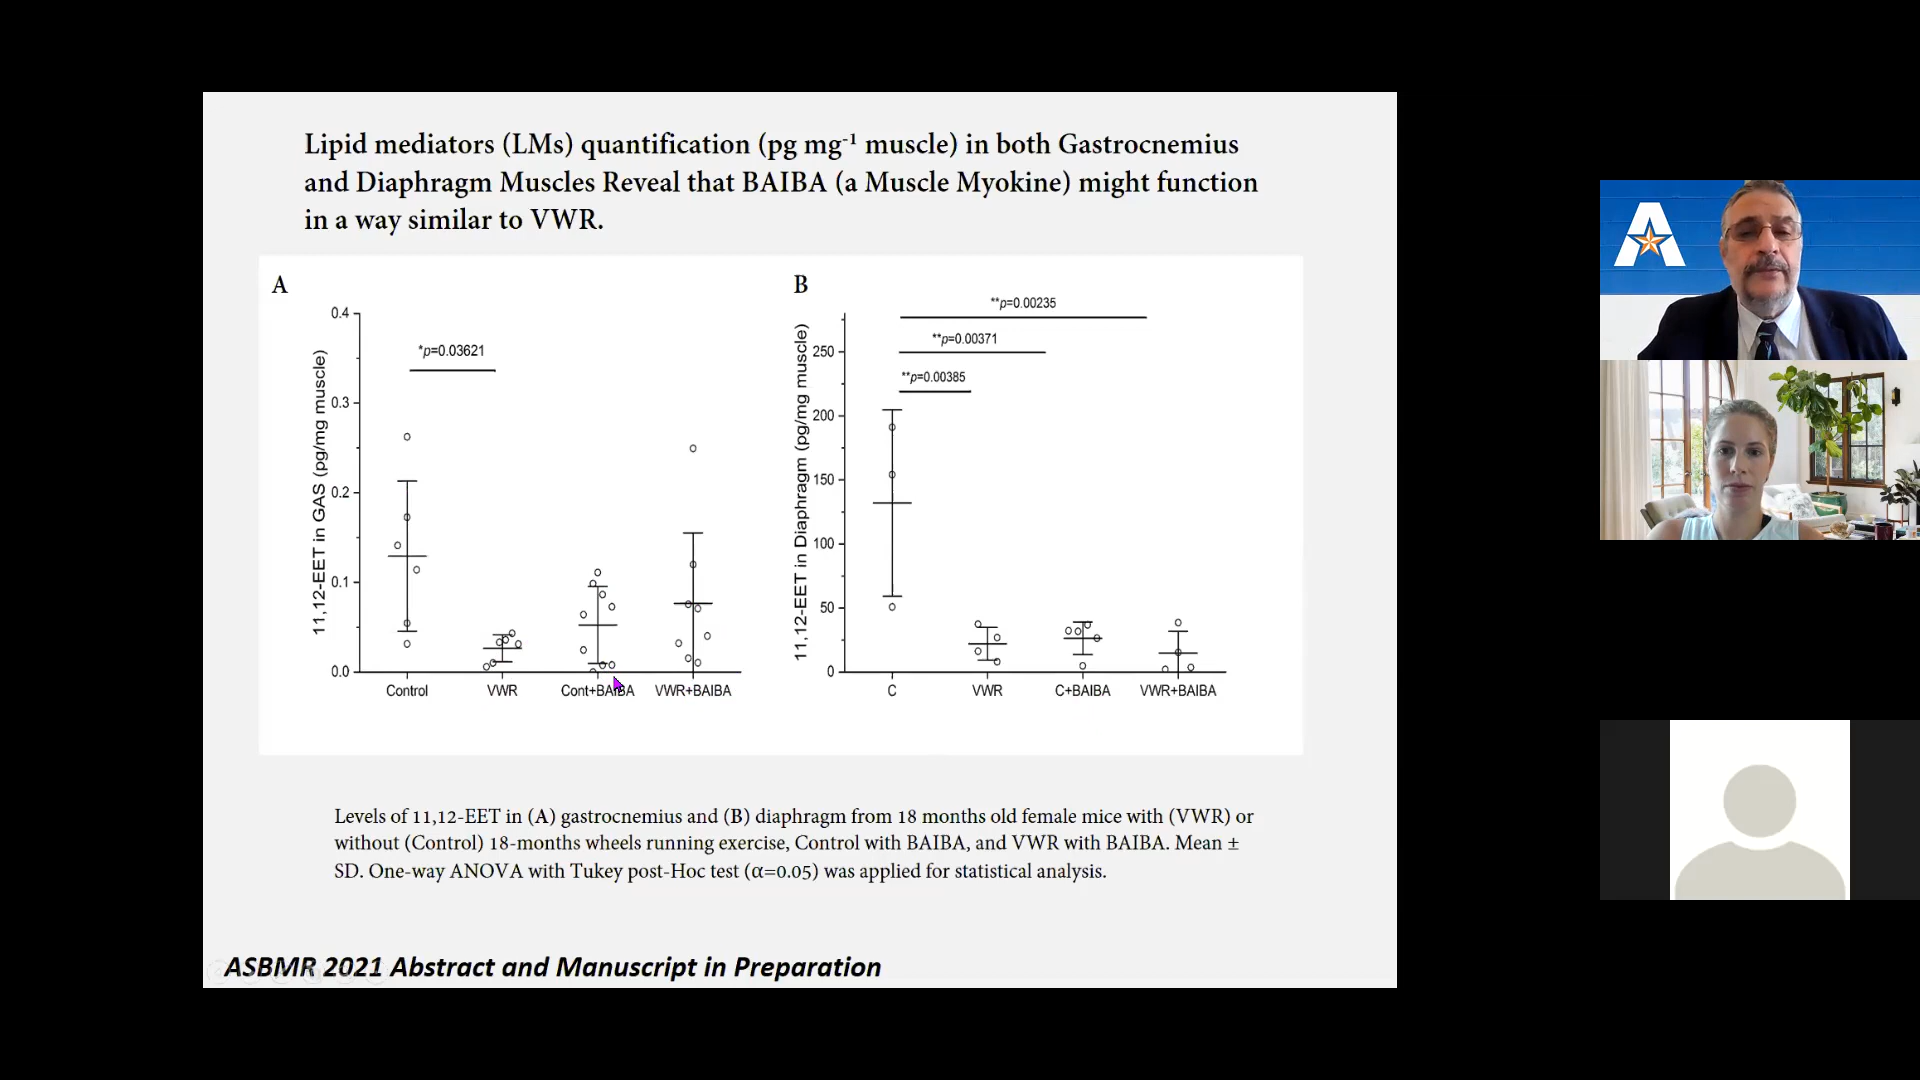 Lipid mediators (LMs) quantification (pg mg-1 muscle) in both Gastrocnemius
and Diaphragm Muscles Reveal that BAIBA (a Muscle Myokine) might function
in a way similar to VWR.
A
11,12-EET in GAS (pg/mg muscle)
0.4
0.3
0.2
0.1
0.0
*p=0.03621
Control
VWR
Cont+BAIBA
VWR+BAIBA
B
11,12-EET in Diaphragm (pg/mg muscle)
250
200
150
100
50
0
**p=0.00235
**p=0.00371
**p=0.00385
C
VWR
C+BAIBA
VWR+BAIBA
Levels of 11,12-EET in (A) gastrocnemius and (B) diaphragm from 18 months old female mice with (VWR) or
without (Control) 18-months wheels running exercise, Control with BAIBA, and VWR with BAIBA. Mean ±
SD. One-way ANOVA with Tukey post-Hoc test (α=0.05) was applied for statistical analysis.
ASBMR 2021 Abstract and Manuscript in Preparation
A